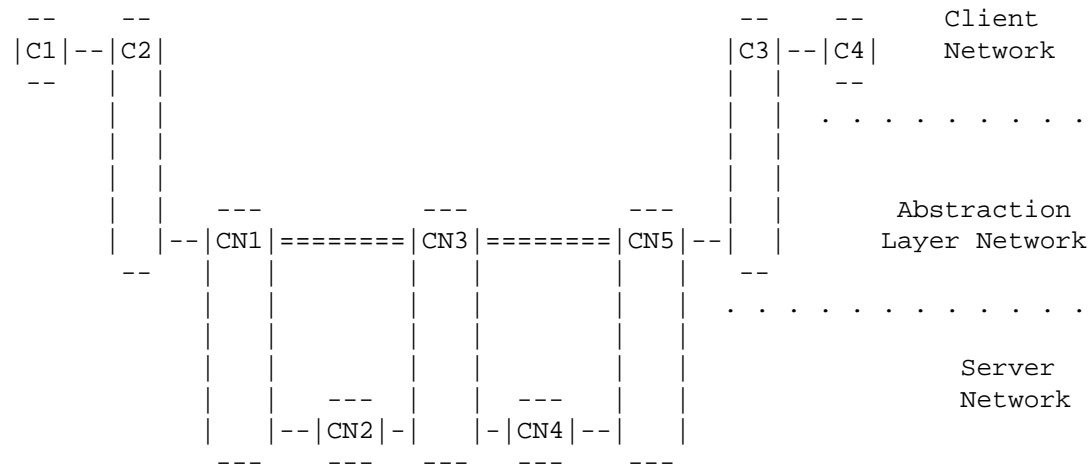 --       --                                            --      --       Client
|C1|--|C2|                                          |C3|--|C4|      Network
--    |  |                                          |  |   --
|  |                                          |  |  . . . . . . . . .
|  |                                          |  |
|  |                                          |  |
|  |    ---           ---           ---    |  |        Abstraction
|  |--|CN1|========|CN3|========|CN5|--|  |       Layer Network
--    |   |        |   |        |   |   --
|   |        |   |        |   |  . . . . . . . . . . . .
|   |        |   |        |   |
|   |        |   |        |   |               Server
|   |   ---  |   |  ---   |   |               Network
|   |--|CN2|-|   |-|CN4|--|   |
---    ---    ---   ---    ---